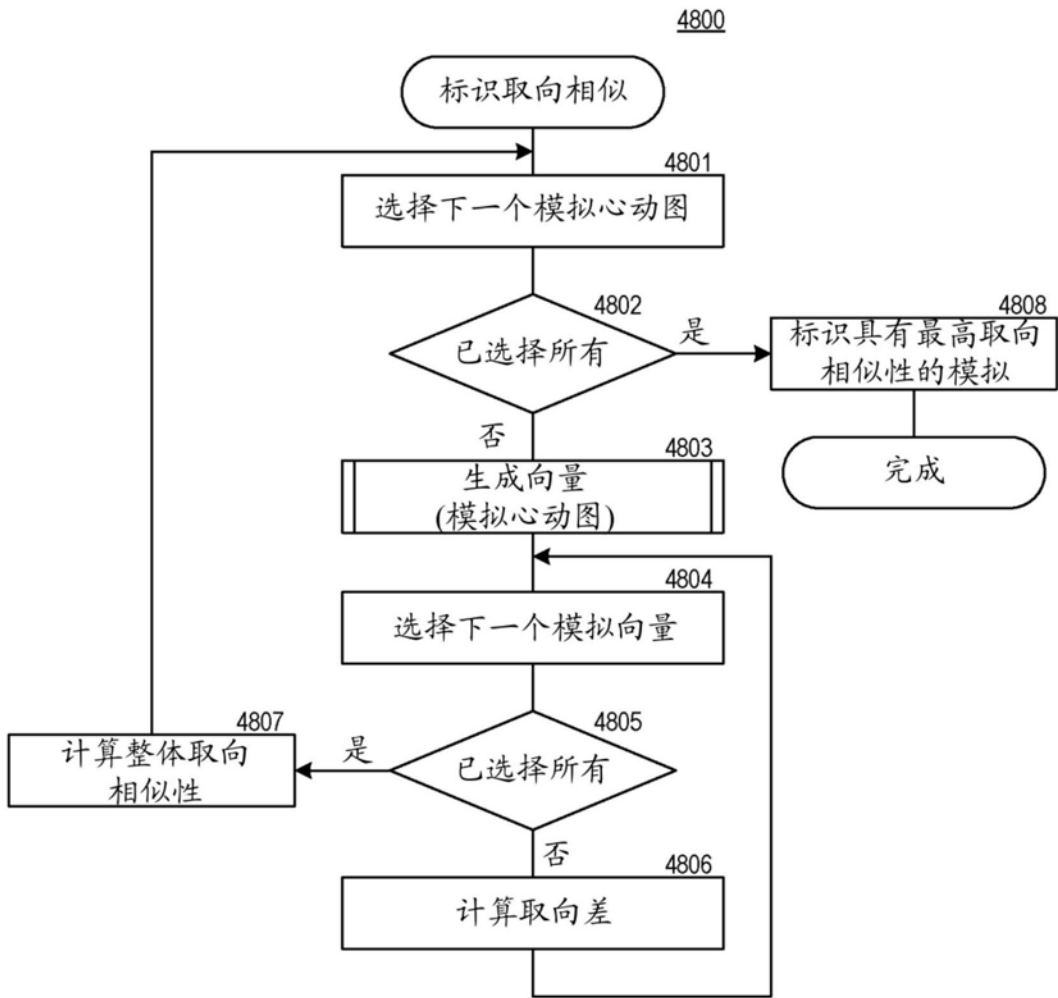 4800
标识取向相似
4801
选择下一个模拟心动图
4802
已选择所有
是
4808
标识具有最高取向
相似性的模拟
否
4803
生成向量
(模拟心动图)
完成
4804
选择下一个模拟向量
4805
已选择所有
是
4807
计算整体取向
相似性
否
4806
计算取向差